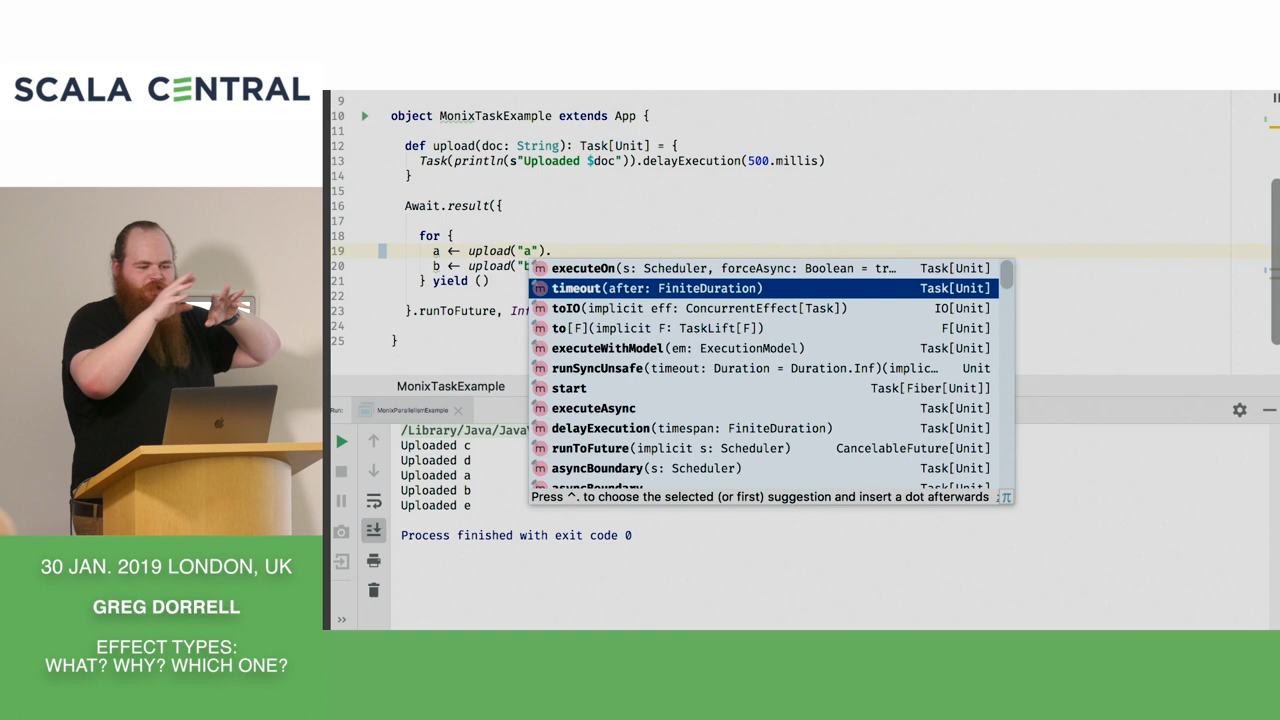 SCALA CENTRAL
9
10 object MonixTaskExample extends App {
11
12 def upload(doc: String): Task[Unit] = {
13 Task(println(s"Uploaded $doc")).delayExecution(500.millis)
14 }
15
16 Await.result({
17
18 for {
19 a ← upload("a").
20 b ← upload("b
21 } yield ()
22
23 }.runToFuture, Inf
24
25 }
executeOn(s: Scheduler, forceAsync: Boolean = tr… Task[Unit]
timeout(after: FiniteDuration) Task[Unit]
toIO(implicit eff: ConcurrentEffect[Task]) IO[Unit]
to[F](implicit F: TaskLift[F]) F[Unit]
executeWithModel(em: ExecutionModel) Task[Unit]
runSyncUnsafe(timeout: Duration = Duration.Inf)(implic… Unit
start Task[Fiber[Unit]]
executeAsync Task[Unit]
delayExecution(timespan: FiniteDuration) Task[Unit]
runToFuture(implicit s: Scheduler) CancelableFuture[Unit]
asyncBoundary(s: Scheduler) Task[Unit]
asyncBoundary Task[Unit]
Press ^. to choose the selected (or first) suggestion and insert a dot afterwards
π
MonixTaskExample
Run: MonixParallelismExample
/Library/Java/Java
Uploaded c
Uploaded d
Uploaded a
Uploaded b
Uploaded e
Process finished with exit code 0
30 JAN. 2019 LONDON, UK
GREG DORRELL
EFFECT TYPES:
WHAT? WHY? WHICH ONE?